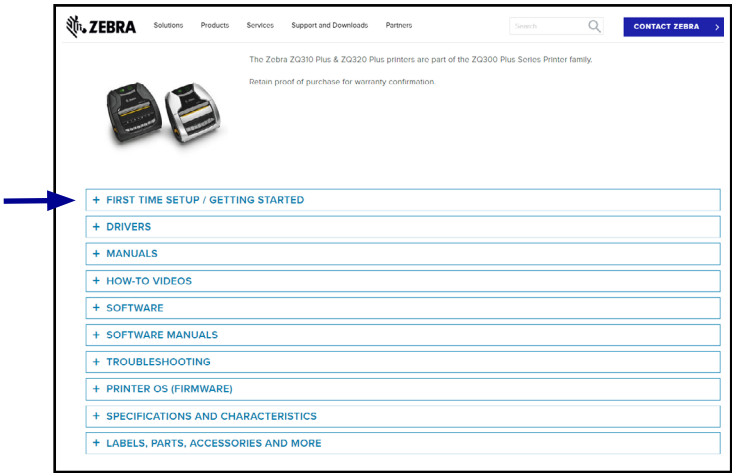 ZEBRA Solutions Products Services Support and Downloads Partners Search CONTACT ZEBRA >
The Zebra ZQ310 Plus & ZQ320 Plus printers are part of the ZQ300 Plus Series Printer family.
Retain proof of purchase for warranty confirmation.
+ FIRST TIME SETUP / GETTING STARTED
+ DRIVERS
+ MANUALS
+ HOW-TO VIDEOS
+ SOFTWARE
+ SOFTWARE MANUALS
+ TROUBLESHOOTING
+ PRINTER OS (FIRMWARE)
+ SPECIFICATIONS AND CHARACTERISTICS
+ LABELS, PARTS, ACCESSORIES AND MORE